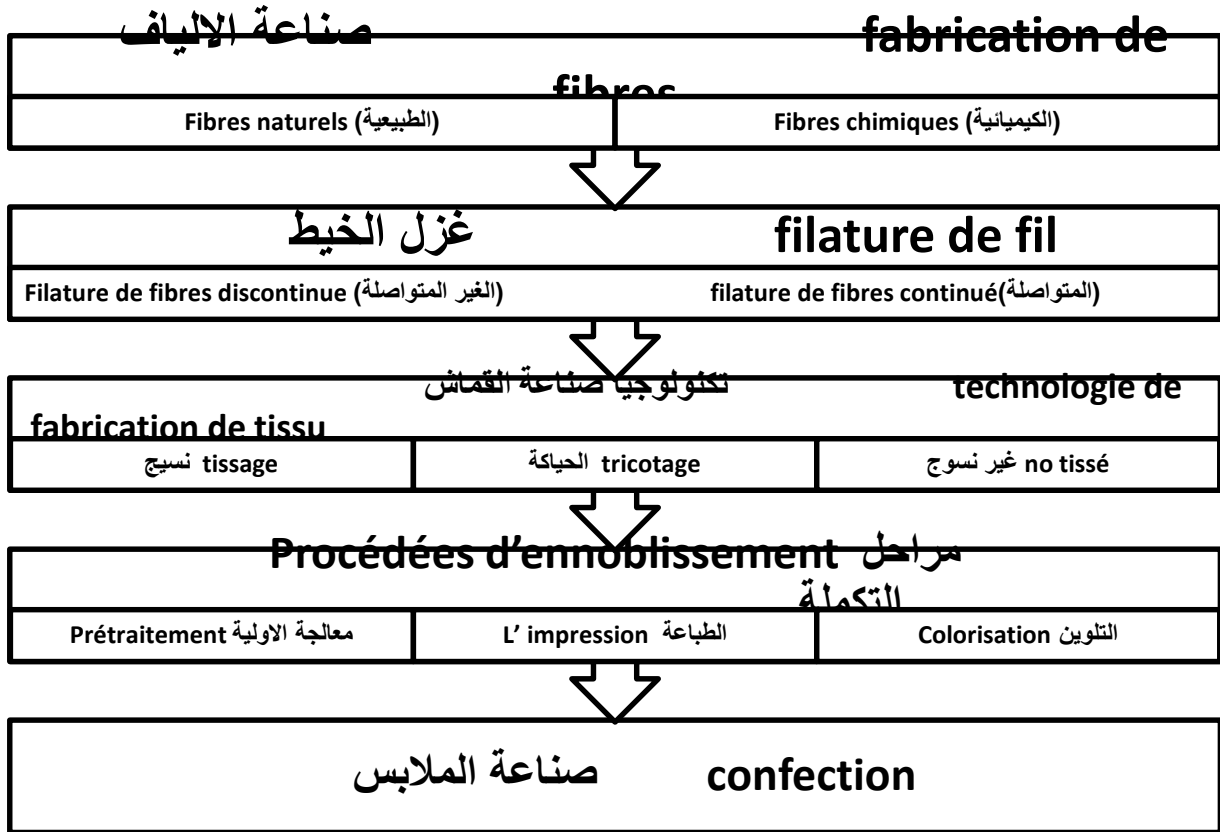 صناعة الالياف fabrication de
fibres
Fibres naturels (الطبيعية)
Fibres chimiques (الكيميائية)
غزل الخيط filature de fil
Filature de fibres discontinue (الغير المتواصلة)
filature de fibres continué(المتواصلة)
تكنولوجيا صناعة القماش technologie de
fabrication de tissu
نسيج tissage
الحياكة tricotage
غير نسوج no tissé
Procédées d’ennoblissement مراحل
التكملة
Prétraitement معالجة الاولية
L’ impression الطباعة
Colorisation التلوين
صناعة الملابس confection